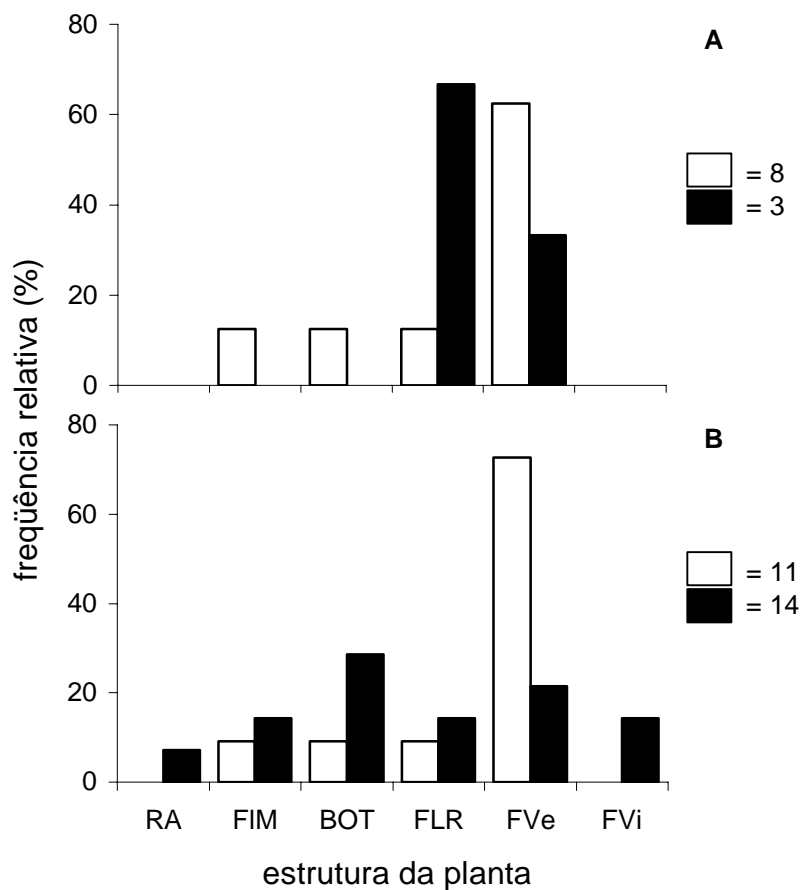 freqüência relativa (%)
80
60
40
20
0
A
= 8
= 3
80
60
40
20
0
B
= 11
= 14
RA FIM BOT FLR FVe FVi
estrutura da planta